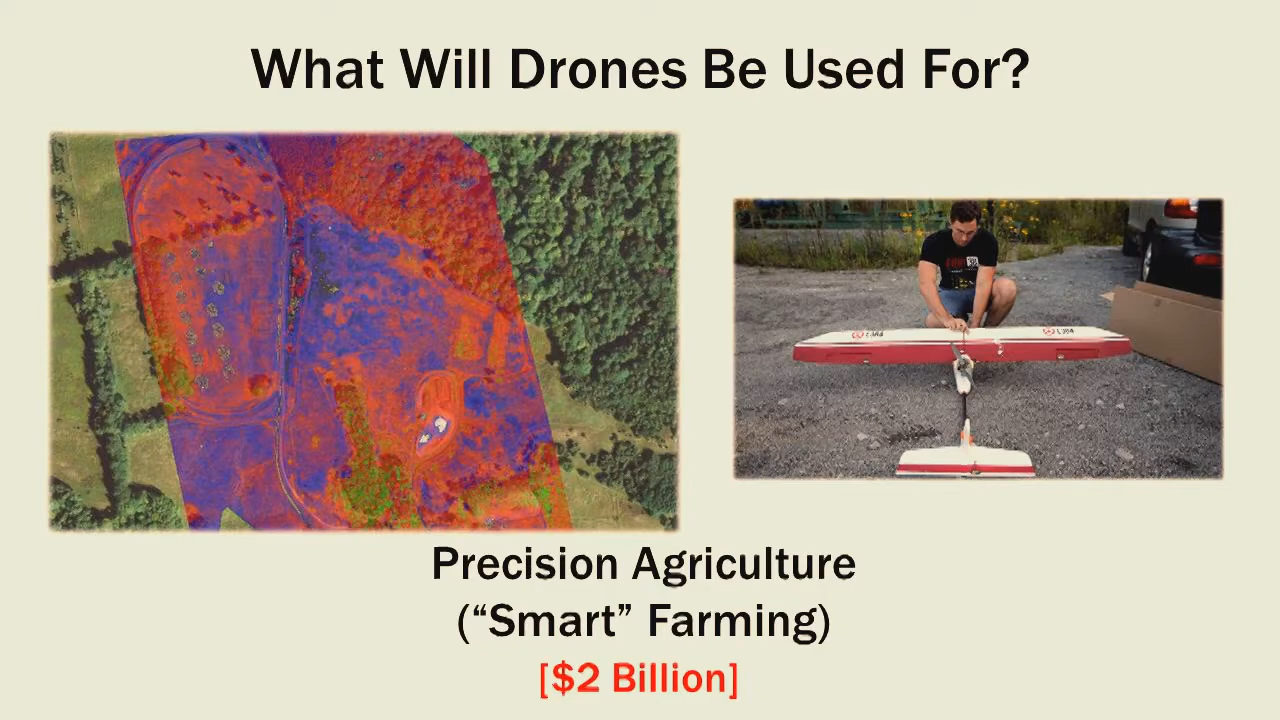 What Will Drones Be Used For?
Precision Agriculture
(“Smart” Farming)
[$2 Billion]